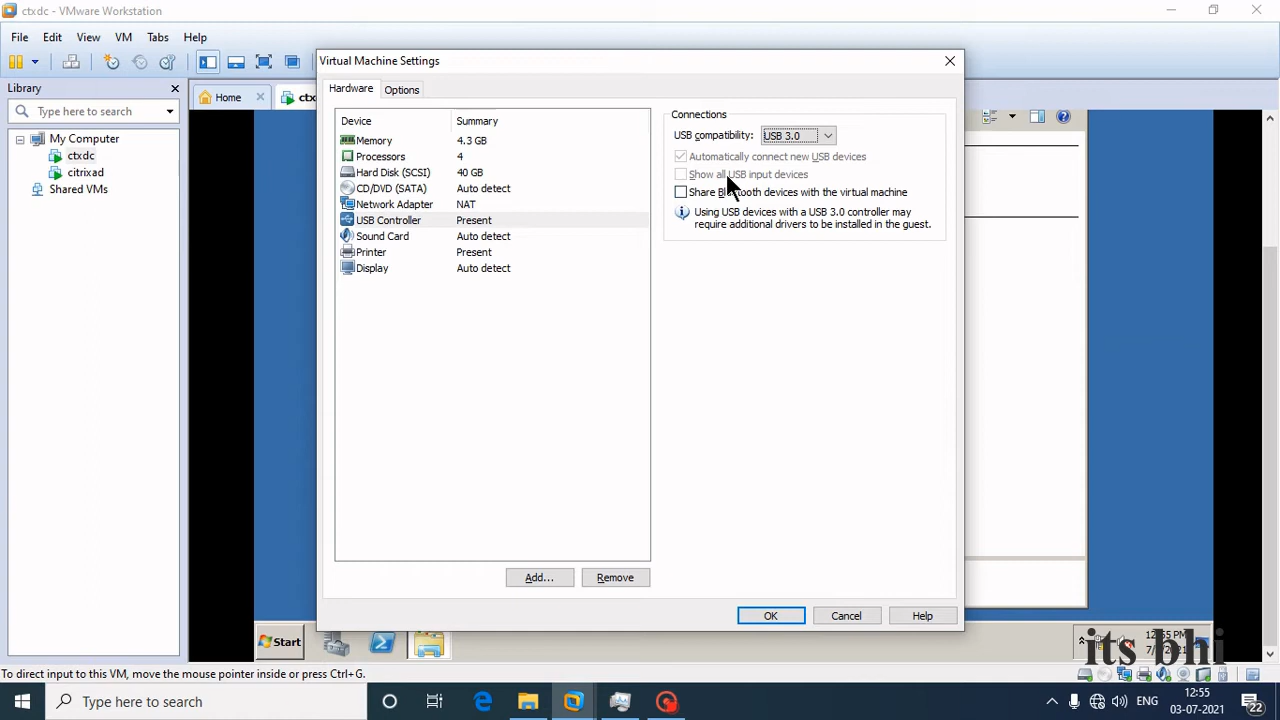 ctxdc - VMware Workstation
File Edit View VM Tabs Help
Library
Type here to search
My Computer
ctxdc
citrixad
Shared VMs
Home
ctx
Virtual Machine Settings
Hardware Options
Device Summary
Memory 4.3 GB
Processors 4
Hard Disk (SCSI) 40 GB
CD/DVD (SATA) Auto detect
Network Adapter NAT
USB Controller Present
Sound Card Auto detect
Printer Present
Display Auto detect
Add... Remove
Connections
USB compatibility: USB 3.0
Automatically connect new USB devices
Show all USB input devices
Share Bluetooth devices with the virtual machine
Using USB devices with a USB 3.0 controller may
require additional drivers to be installed in the guest.
OK Cancel Help
Start
PM
its bhi
To direct input to this VM, move the mouse pointer inside or press Ctrl+G.
Type here to search
ENG
12:55
03-07-2021
22